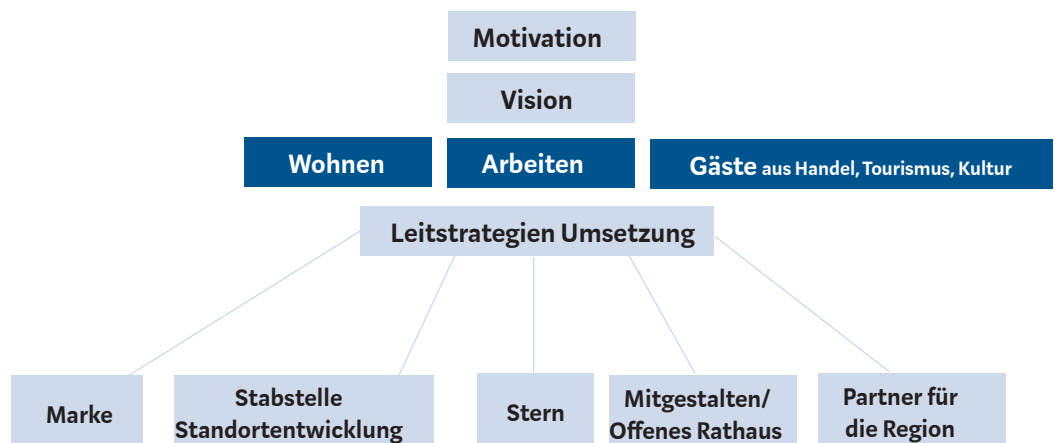 Motivation
Vision
Wohnen
Arbeiten
Gäste aus Handel, Tourismus, Kultur
Leitstrategien Umsetzung
Marke
Stabstelle
Standortentwicklung
Stern
Mitgestalten/
Offenes Rathaus
Partner für
die Region